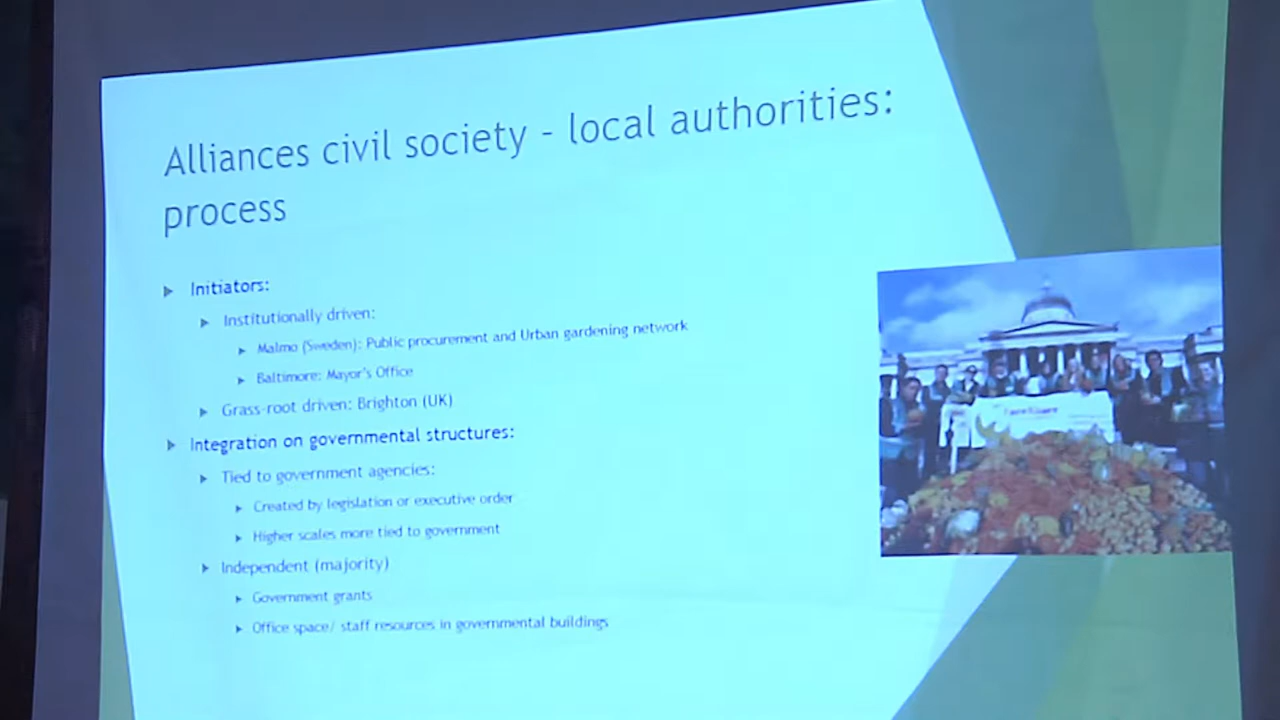 Alliances civil society – local authorities:
process
Initiators:
Institutionally driven:
Malmo (Sweden): Public procurement and Urban gardening network
Baltimore: Mayor's Office
Grass-root driven: Brighton (UK)
Integration on governmental structures:
Tied to government agencies:
Created by legislation or executive order
Higher scales more tied to government
Independent (majority)
Government grants
Office space/ staff resources in governmental buildings